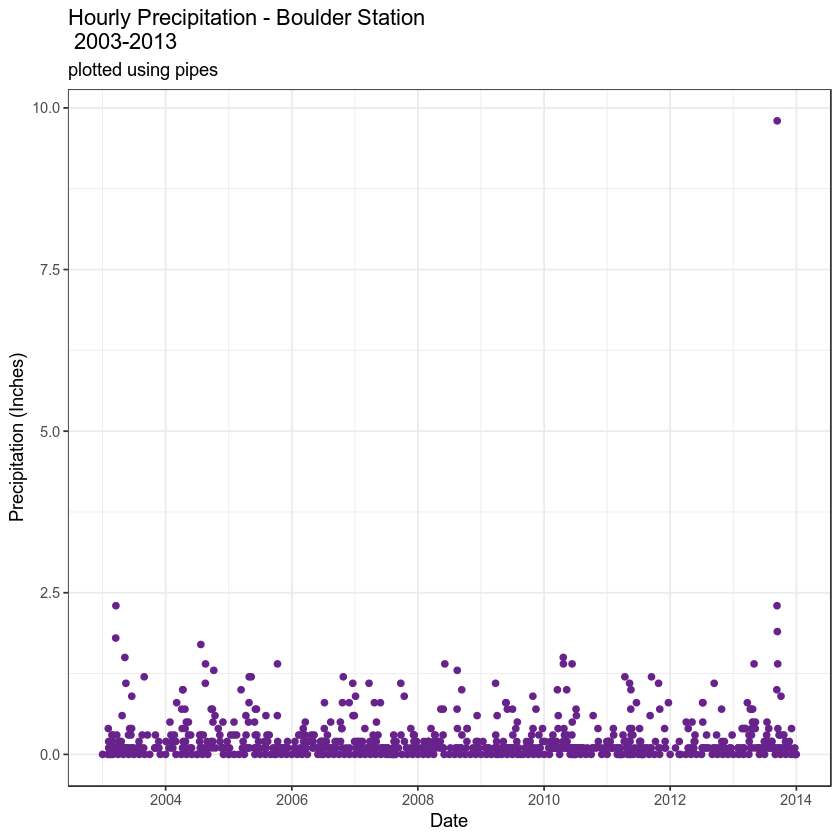 Hourly Precipitation - Boulder Station
2003-2013
plotted using pipes
10.0
7.5
5.0
2.5
0.0
Precipitation (Inches)
2004 2006 2008 2010 2012 2014
Date